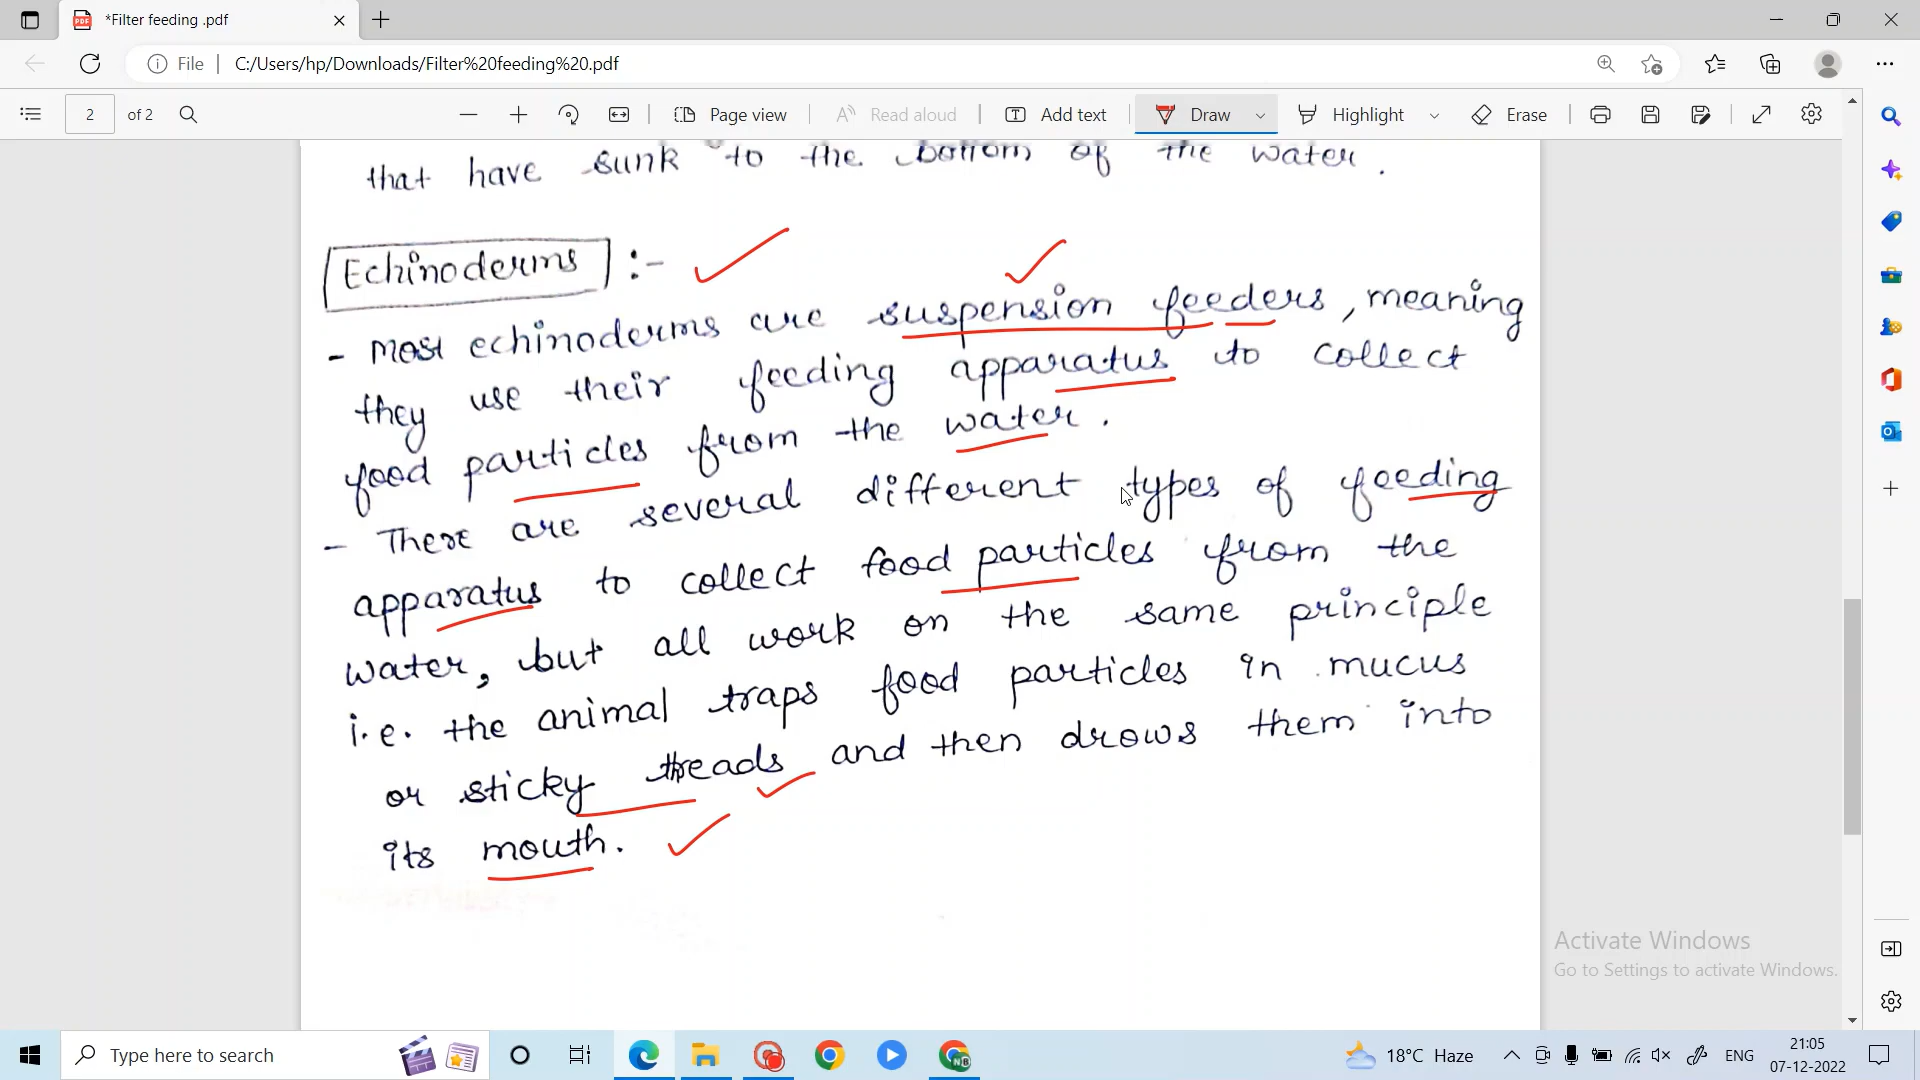 *Filter feeding .pdf
File C:/Users/hp/Downloads/Filter%20feeding%20.pdf
2 of 2 Page view Read aloud Add text Draw Highlight Erase
that have sunk to the bottom of the water.
Echinoderms :-
- Most echinoderms are suspension feeders, meaning
they use their feeding apparatus to collect
food particles from the water.
- There are several different types of feeding
apparatus to collect food particles from the
water, but all work on the same principle
i.e. the animal traps food particles in mucus
or sticky treads and then drows them into
its mouth.
Activate Windows
Go to Settings to activate Windows.
Type here to search
18°C Haze ENG
21:05
07-12-2022